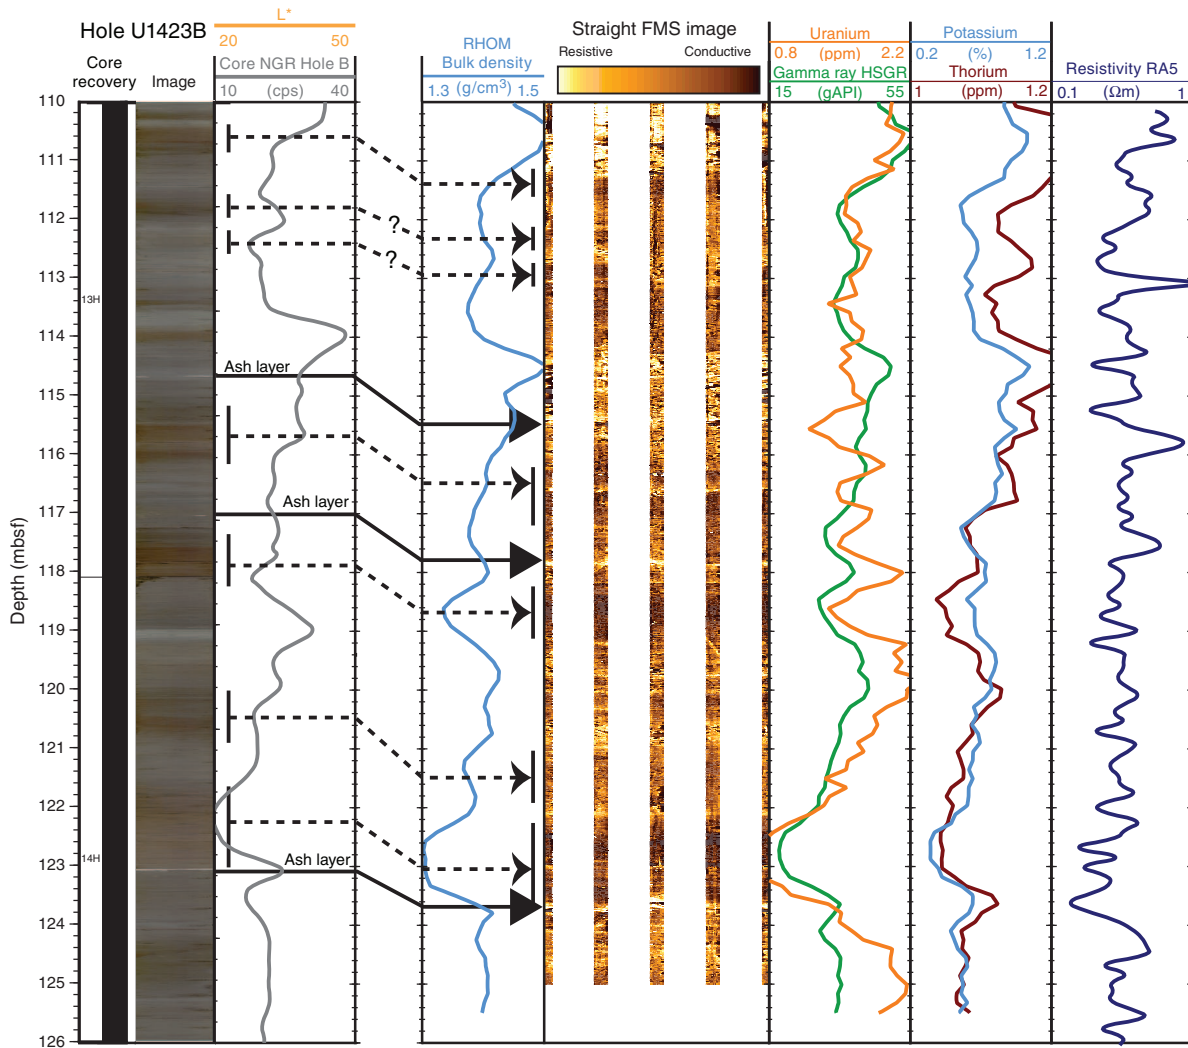 Hole U1423B
Core
recovery
Image
L*
20 50
Core NGR Hole B
10 (cps) 40
RHOM
Bulk density
1.3 (g/cm³) 1.5
Straight FMS image
Resistive Conductive
Uranium
0.8 (ppm) 2.2
Gamma ray HSGR
15 (gAPI) 55
Potassium
0.2 (%) 1.2
Thorium
1 (ppm) 1.2
Resistivity RA5
0.1 (Ωm) 1
Depth (mbsf)
110
111
112
113
114
115
116
117
118
119
120
121
122
123
124
125
126
13H
14H
?
?
Ash layer
Ash layer
Ash layer